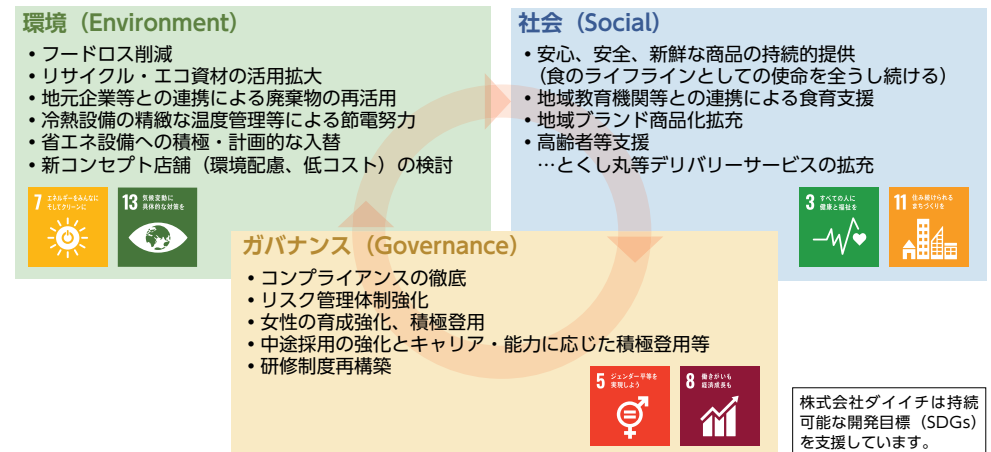 環境（Environment）
• フードロス削減
• リサイクル・エコ資材の活用拡大
• 地元企業等との連携による廃棄物の再活用
• 冷熱設備の精緻な温度管理等による節電努力
• 省エネ設備への積極・計画的な入替
• 新コンセプト店舗（環境配慮、低コスト）の検討
7 エネルギーをみんなに
そしてクリーンに
13 気候変動に
具体的な対策を
社会（Social）
• 安心、安全、新鮮な商品の持続的提供
（食のライフラインとしての使命を全うし続ける）
• 地域教育機関等との連携による食育支援
• 地域ブランド商品化拡充
• 高齢者等支援
…とくし丸等デリバリーサービスの拡充
3 すべての人に
健康と福祉を
11 住み続けられる
まちづくりを
ガバナンス（Governance）
• コンプライアンスの徹底
• リスク管理体制強化
• 女性の育成強化、積極登用
• 中途採用の強化とキャリア・能力に応じた積極登用等
• 研修制度再構築
5 ジェンダー平等を
実現しよう
8 働きがいも
経済成長も
株式会社ダイイチは持続
可能な開発目標（SDGs）
を支援しています。